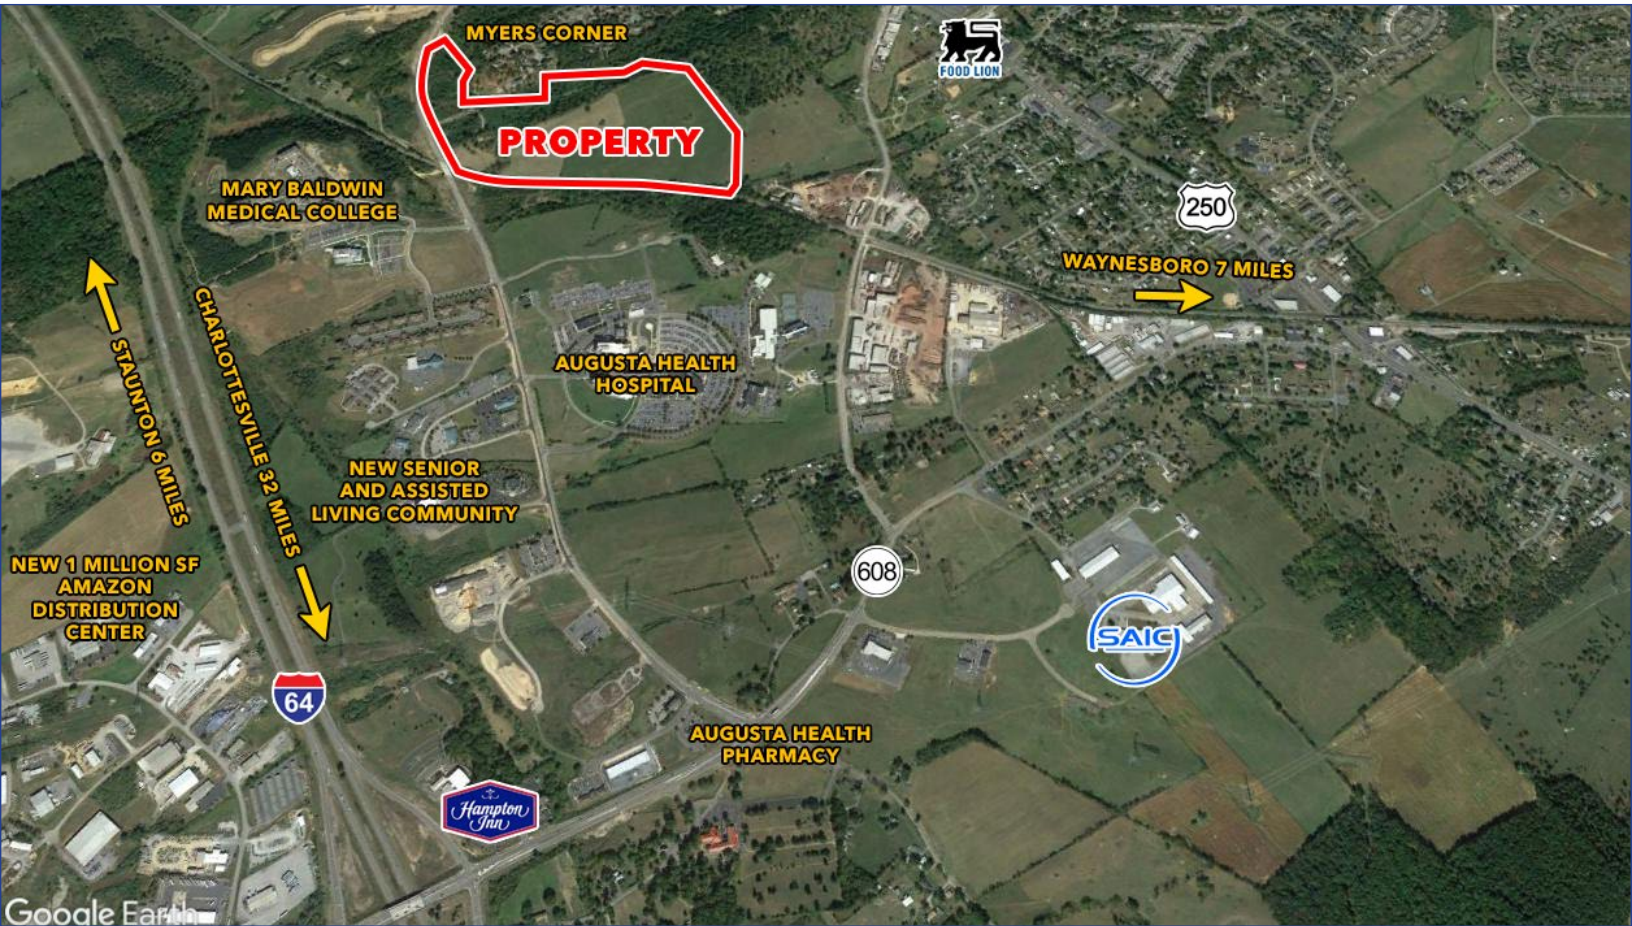 MYERS CORNER
FOOD LION
PROPERTY
MARY BALDWIN
MEDICAL COLLEGE
250
WAYNESBORO 7 MILES
STAUNTON 6 MILES
CHARLOTTESVILLE 32 MILES
AUGUSTA HEALTH
HOSPITAL
NEW SENIOR
AND ASSISTED
LIVING COMMUNITY
NEW 1 MILLION SF
AMAZON
DISTRIBUTION
CENTER
608
SAIC
64
AUGUSTA HEALTH
PHARMACY
Hampton
Inn
Google Earth